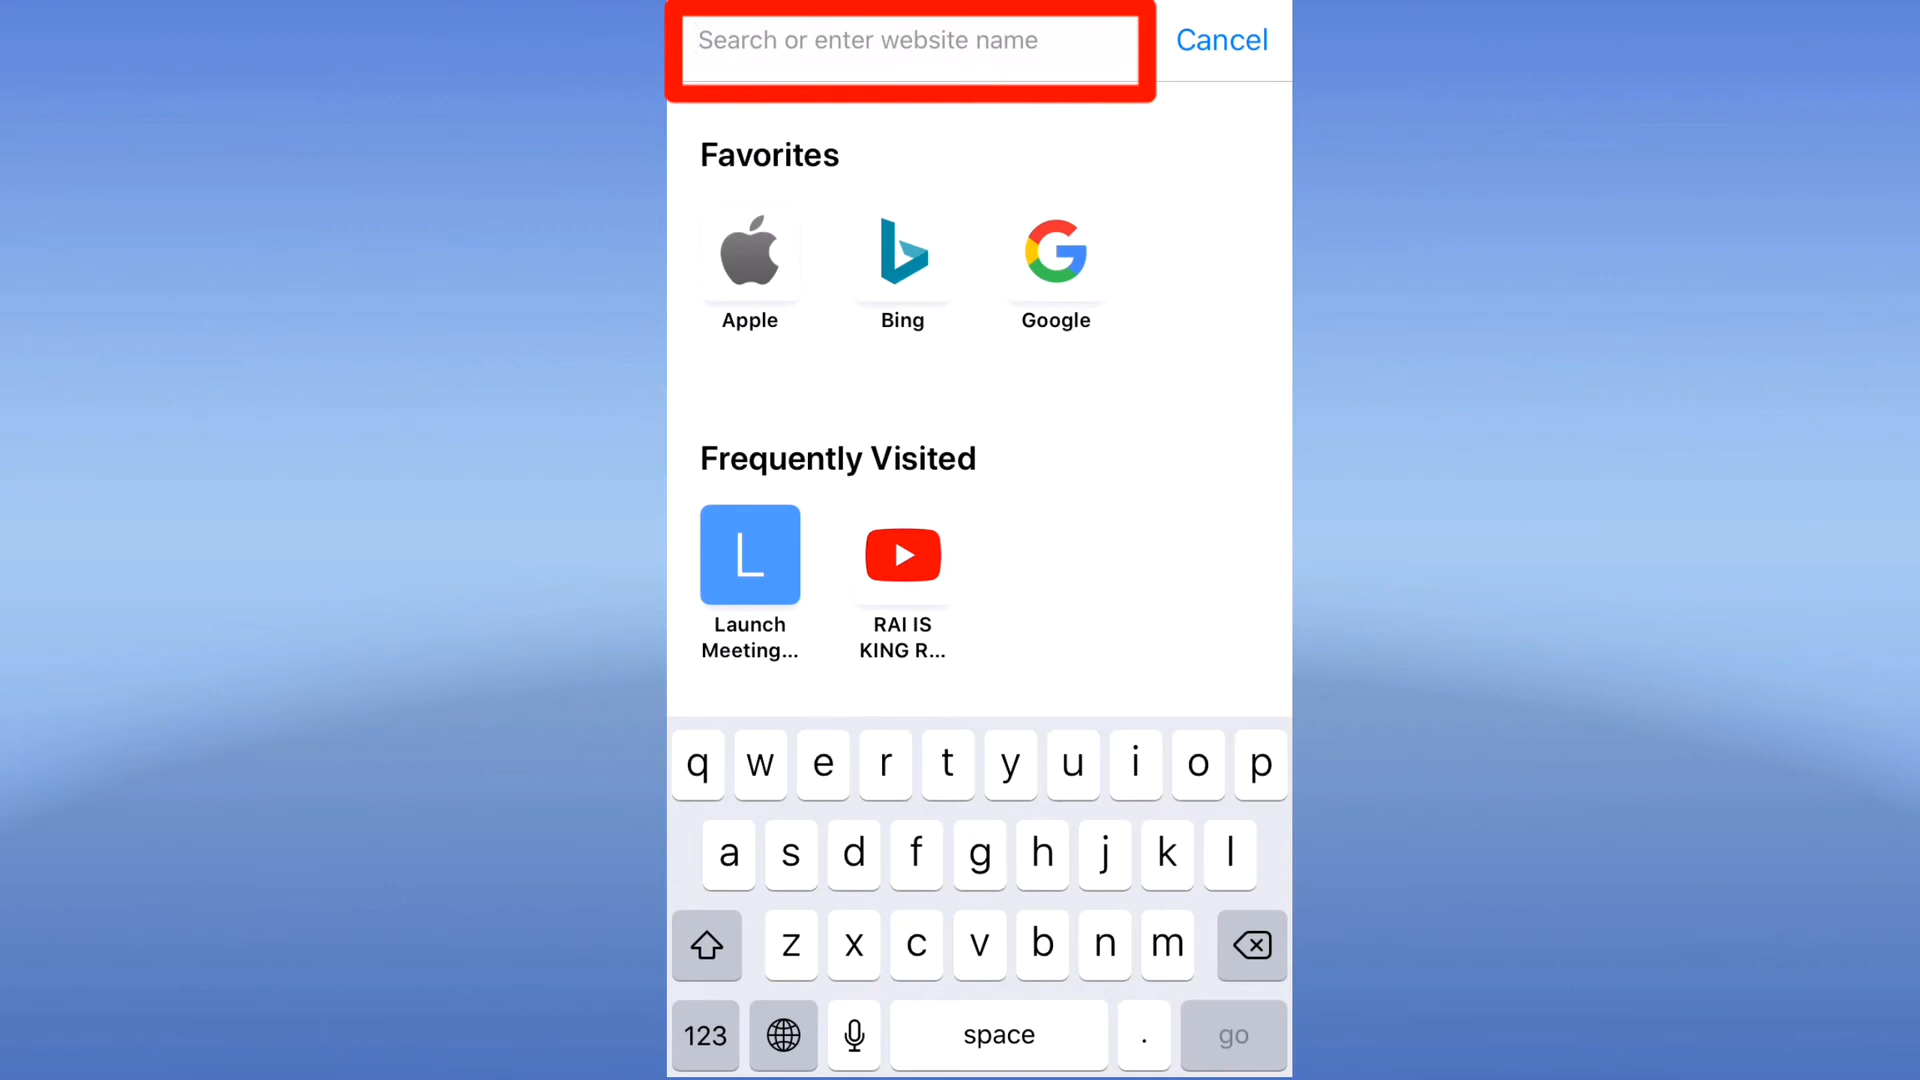 Search or enter website name
Cancel
Favorites
Apple
Bing
Google
Frequently Visited
L
Launch
Meeting...
RAI IS
KING R...
q w e r t y u i o p
a s d f g h j k l
z x c v b n m
123
space
.
go